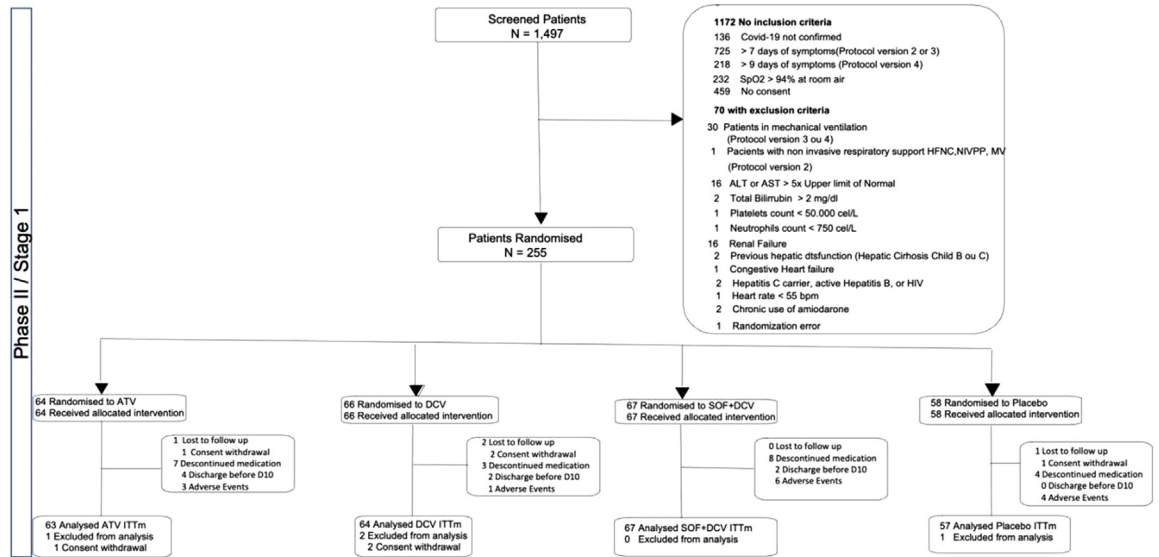 Phase II / Stage 1
Screened Patients
N = 1,497
1172 No inclusion criteria
136 Covid-19 not confirmed
725 > 7 days of symptoms(Protocol version 2 or 3)
218 > 9 days of symptoms (Protocol version 4)
232 SpO2 > 94% at room air
459 No consent
70 with exclusion criteria
30 Patients in mechanical ventilation
(Protocol version 3 ou 4)
1 Pacients with non invasive respiratory support HFNC,NIVPP, MV
(Protocol version 2)
16 ALT or AST > 5x Upper limit of Normal
2 Total Bilirrubin > 2 mg/dl
1 Platelets count < 50.000 cel/L
1 Neutrophils count < 750 cel/L
16 Renal Failure
2 Previous hepatic dtsfunction (Hepatic Cirhosis Child B ou C)
1 Congestive Heart failure
2 Hepatitis C carrier, active Hepatitis B, or HIV
1 Heart rate < 55 bpm
2 Chronic use of amiodarone
1 Randomization error
Patients Randomised
N = 255
64 Randomised to ATV
64 Received allocated intervention
66 Randomised to DCV
66 Received allocated intervention
67 Randomised to SOF+DCV
67 Received allocated intervention
58 Randomised to Placebo
58 Received allocated intervention
1 Lost to follow up
1 Consent withdrawal
7 Descontinued medication
4 Discharge before D10
3 Adverse Events
2 Lost to follow up
2 Consent withdrawal
3 Descontinued medication
2 Discharge before D10
1 Adverse Events
0 Lost to follow up
8 Descontinued medication
2 Discharge before D10
6 Adverse Events
1 Lost to follow up
1 Consent withdrawal
4 Descontinued medication
0 Discharge before D10
4 Adverse Events
63 Analysed ATV ITTm
1 Excluded from analysis
1 Consent withdrawal
64 Analysed DCV ITTm
2 Excluded from analysis
2 Consent withdrawal
67 Analysed SOF+DCV ITTm
0 Excluded from analysis
57 Analysed Placebo ITTm
1 Excluded from analysis